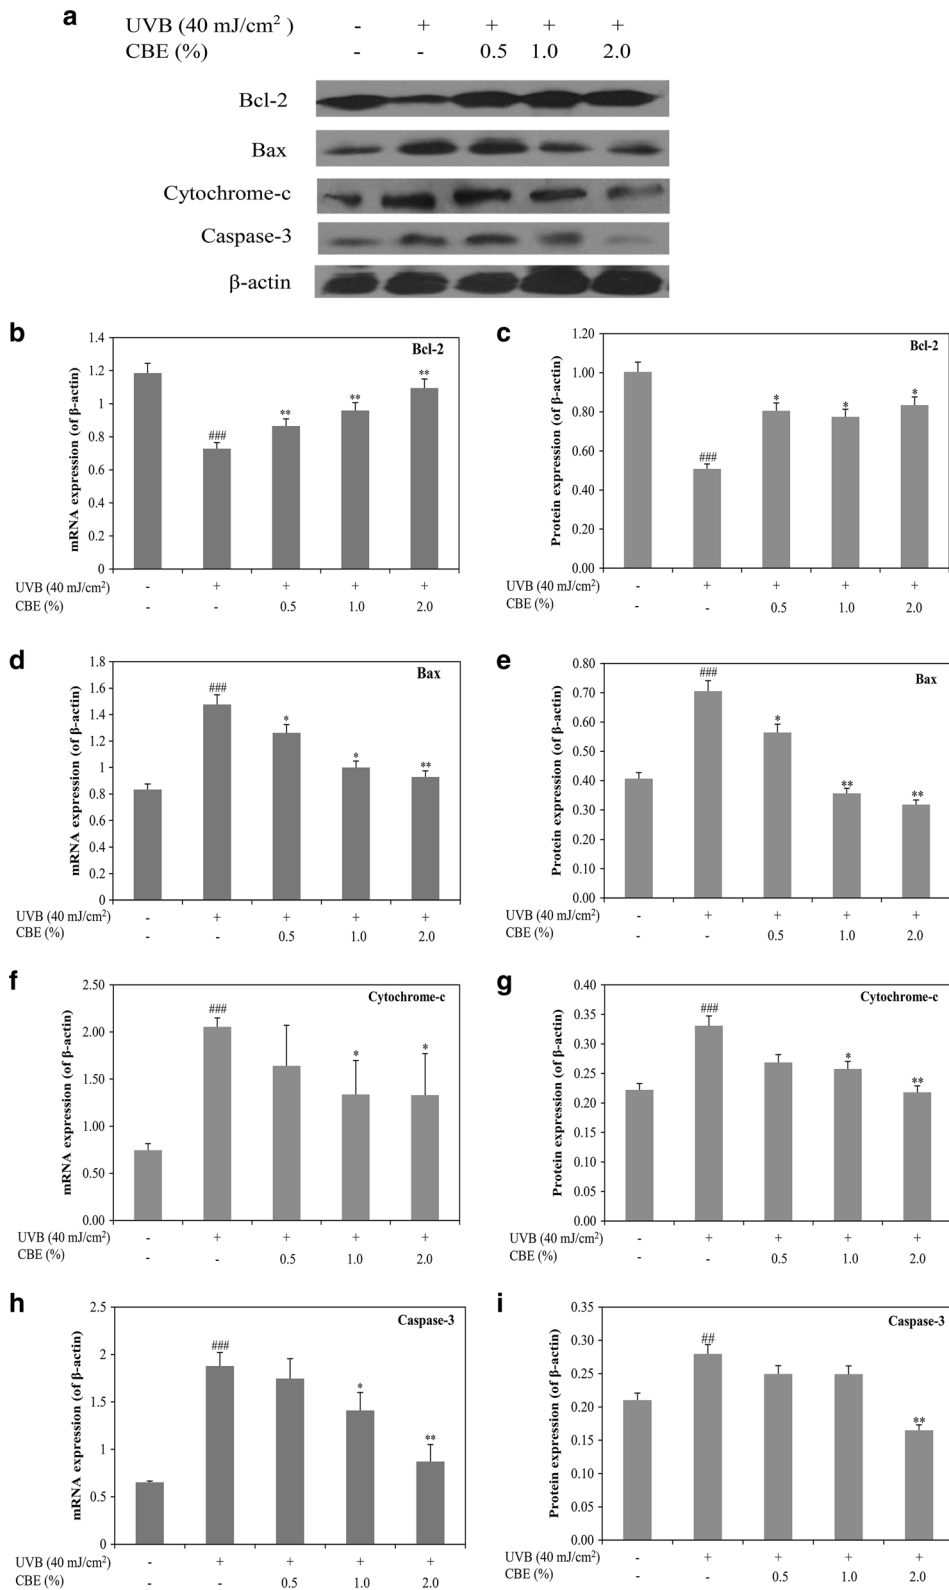 a
UVB (40 mJ/cm²) - + + + +
CBE (%) - - 0.5 1.0 2.0
Bcl-2
Bax
Cytochrome-c
Caspase-3
β-actin
b
Bcl-2
mRNA expression (of β-actin)
1.4
1.2
1
0.8
0.6
0.4
0.2
0
###
**
**
**
UVB (40 mJ/cm²) - + + + +
CBE (%) - - 0.5 1.0 2.0
c
Bcl-2
Protein expression (of β-actin)
1.20
1.00
0.80
0.60
0.40
0.20
0.00
###
*
*
*
UVB (40 mJ/cm²) - + + + +
CBE (%) - - 0.5 1.0 2.0
d
Bax
mRNA expression (of β-actin)
1.8
1.6
1.4
1.2
1
0.8
0.6
0.4
0.2
0
###
*
*
**
UVB (40 mJ/cm²) - + + + +
CBE (%) - - 0.5 1.0 2.0
e
Bax
Protein expression (of β-actin)
0.80
0.70
0.60
0.50
0.40
0.30
0.20
0.10
0.00
###
*
**
**
UVB (40 mJ/cm²) - + + + +
CBE (%) - - 0.5 1.0 2.0
f
Cytochrome-c
mRNA expression (of β-actin)
2.50
2.00
1.50
1.00
0.50
0.00
###
*
*
UVB (40 mJ/cm²) - + + + +
CBE (%) - - 0.5 1.0 2.0
g
Cytochrome-c
Protein expression (of β-actin)
0.40
0.35
0.30
0.25
0.20
0.15
0.10
0.05
0.00
###
*
**
UVB (40 mJ/cm²) - + + + +
CBE (%) - - 0.5 1.0 2.0
h
Caspase-3
mRNA expression (of β-actin)
2.5
2
1.5
1
0.5
0
###
*
**
UVB (40 mJ/cm²) - + + + +
CBE (%) - - 0.5 1.0 2.0
i
Caspase-3
Protein expression (of β-actin)
0.35
0.30
0.25
0.20
0.15
0.10
0.05
0.00
##
**
UVB (40 mJ/cm²) - + + + +
CBE (%) - - 0.5 1.0 2.0